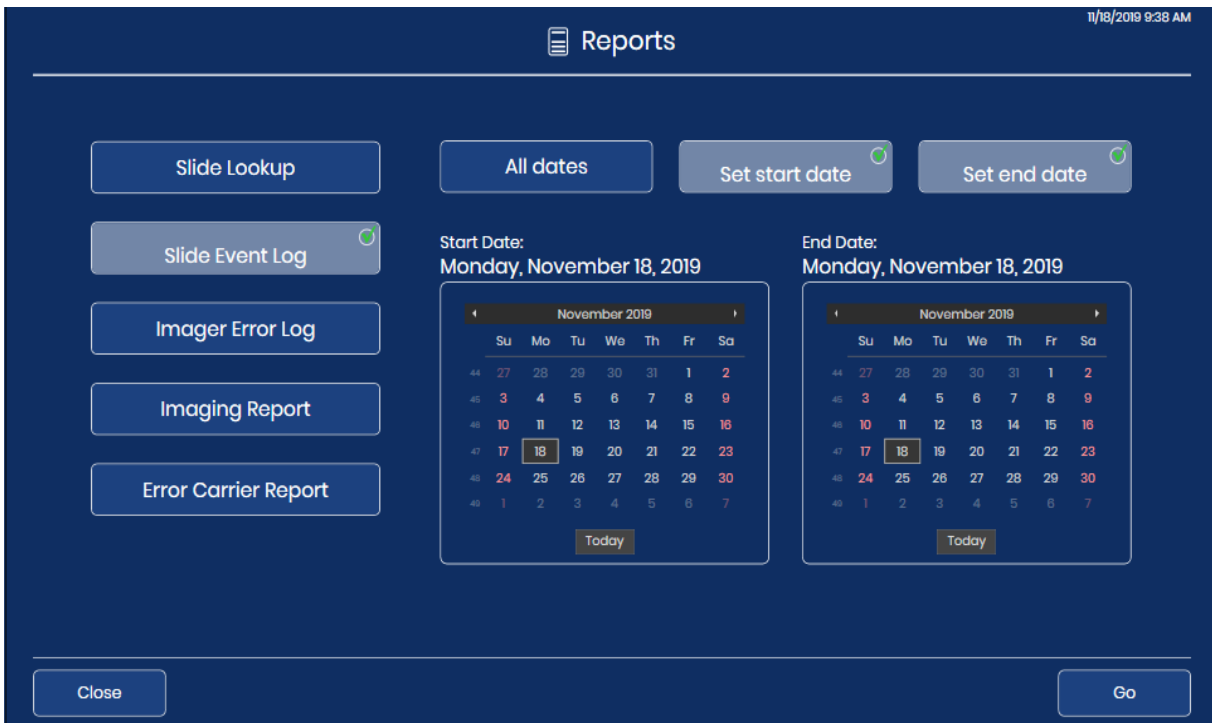 11/18/2019 9:38 AM
Reports
Slide Lookup
All dates
Set start date
Set end date
Slide Event Log
Imager Error Log
Imaging Report
Error Carrier Report
Start Date:
Monday, November 18, 2019
November 2019
Su Mo Tu We Th Fr Sa
44 27 28 29 30 31 1 2
45 3 4 5 6 7 8 9
46 10 11 12 13 14 15 16
47 17 18 19 20 21 22 23
48 24 25 26 27 28 29 30
49 1 2 3 4 5 6 7
Today
End Date:
Monday, November 18, 2019
November 2019
Su Mo Tu We Th Fr Sa
44 27 28 29 30 31 1 2
45 3 4 5 6 7 8 9
46 10 11 12 13 14 15 16
47 17 18 19 20 21 22 23
48 24 25 26 27 28 29 30
49 1 2 3 4 5 6 7
Today
Close
Go